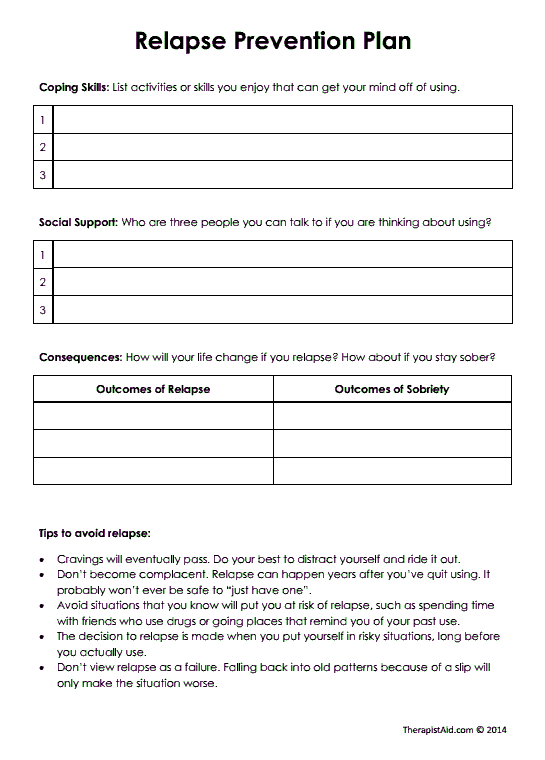 Relapse Prevention Plan
Coping Skills: List activities or skills you enjoy that can get your mind off of using.
1
2
3
Social Support: Who are three people you can talk to if you are thinking about using?
1
2
3
Consequences: How will your life change if you relapse? How about if you stay sober?
Outcomes of Relapse Outcomes of Sobriety
Tips to avoid relapse:
• Cravings will eventually pass. Do your best to distract yourself and ride it out.
• Don’t become complacent. Relapse can happen years after you’ve quit using. It
probably won’t ever be safe to “just have one”.
• Avoid situations that you know will put you at risk of relapse, such as spending time
with friends who use drugs or going places that remind you of your past use.
• The decision to relapse is made when you put yourself in risky situations, long before
you actually use.
• Don’t view relapse as a failure. Falling back into old patterns because of a slip will
only make the situation worse.
TherapistAid.com © 2014